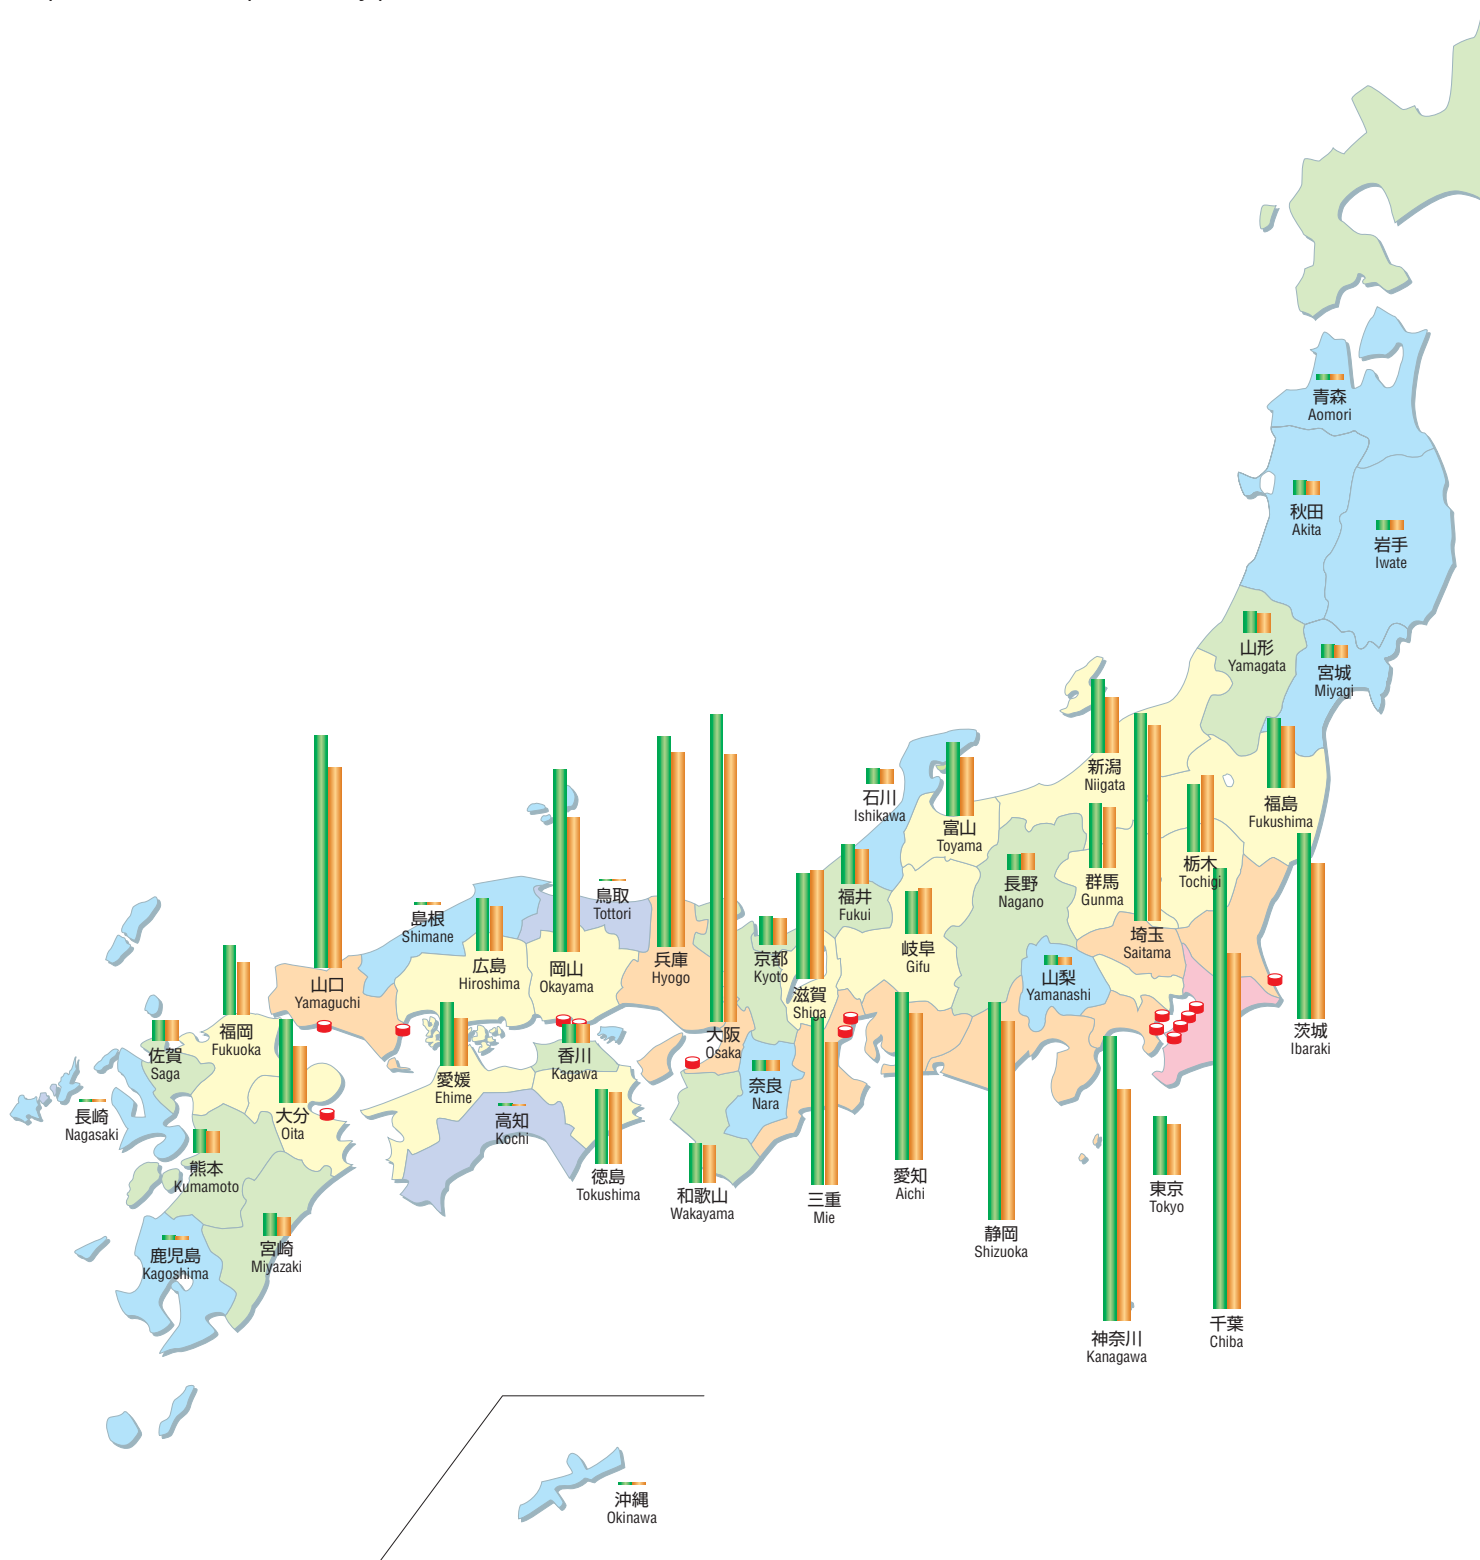 青森
Aomori
秋田
Akita
岩手
Iwate
山形
Yamagata
宮城
Miyagi
新潟
Niigata
福島
Fukushima
石川
Ishikawa
富山
Toyama
栃木
Tochigi
群馬
Gunma
長野
Nagano
福井
Fukui
鳥取
Tottori
島根
Shimane
埼玉
Saitama
岐阜
Gifu
京都
Kyoto
兵庫
Hyogo
岡山
Okayama
広島
Hiroshima
山口
Yamaguchi
山梨
Yamanashi
滋賀
Shiga
福岡
Fukuoka
茨城
Ibaraki
大阪
Osaka
佐賀
Saga
香川
Kagawa
愛媛
Ehime
奈良
Nara
長崎
Nagasaki
大分
Oita
高知
Kochi
熊本
Kumamoto
徳島
Tokushima
愛知
Aichi
和歌山
Wakayama
三重
Mie
東京
Tokyo
静岡
Shizuoka
宮崎
Miyazaki
鹿児島
Kagoshima
千葉
Chiba
神奈川
Kanagawa
沖縄
Okinawa